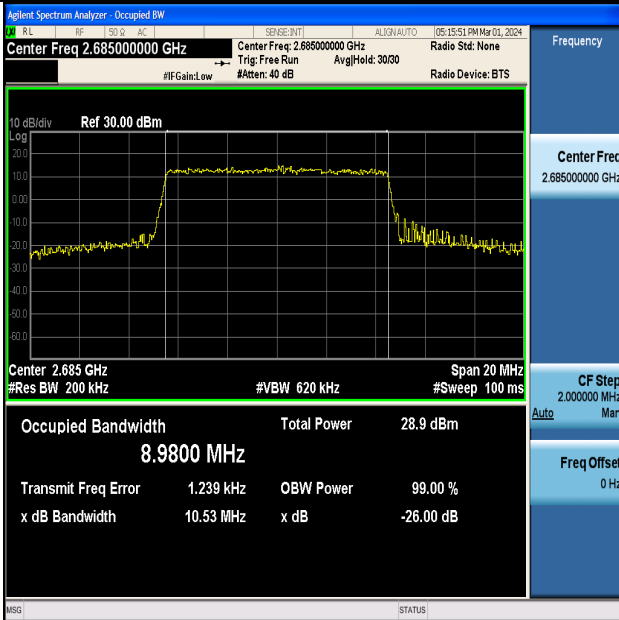 Agilent Spectrum Analyzer - Occupied BW
LXI RL RF 50 Ω AC SENSE:INT ALIGN AUTO 05:15:51 PM Mar 01, 2024
Center Freq 2.685000000 GHz
Center Freq: 2.685000000 GHz Radio Std: None
Trig: Free Run Avg|Hold: 30/30
#IFGain:Low #Atten: 40 dB Radio Device: BTS
10 dB/div Ref 30.00 dBm
Log
20.0
10.0
0.00
-10.0
-20.0
-30.0
-40.0
-50.0
-60.0
Center 2.685 GHz Span 20 MHz
#Res BW 200 kHz #VBW 620 kHz #Sweep 100 ms
Occupied Bandwidth Total Power 28.9 dBm
8.9800 MHz
Transmit Freq Error 1.239 kHz OBW Power 99.00 %
x dB Bandwidth 10.53 MHz x dB -26.00 dB
MSG STATUS
Frequency
Center Freq
2.685000000 GHz
CF Step
2.000000 MHz
Auto Man
Freq Offset
0 Hz